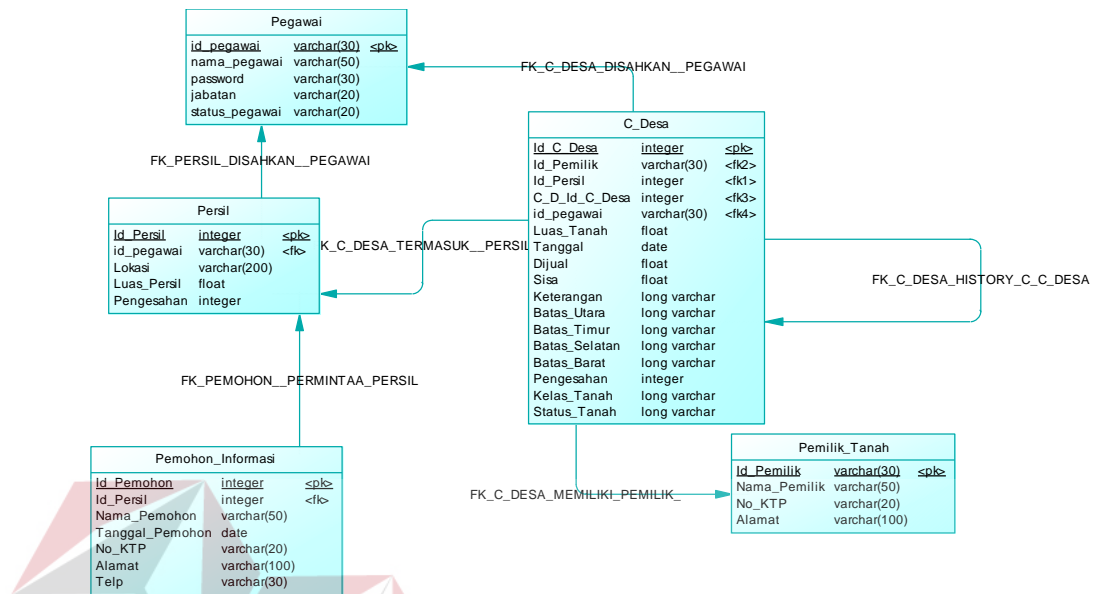 Pegawai
id_pegawai varchar(30) <pk>
nama_pegawai varchar(50)
password varchar(30)
jabatan varchar(20)
status_pegawai varchar(20)
FK_C_DESA_DISAHKAN__PEGAWAI
FK_PERSIL_DISAHKAN__PEGAWAI
C_Desa
Id_C_Desa integer <pk>
Id_Pemilik varchar(30) <fk2>
Id_Persil integer <fk1>
C_D_Id_C_Desa integer <fk3>
id_pegawai varchar(30) <fk4>
Luas_Tanah float
Tanggal date
Dijual float
Sisa float
Keterangan long varchar
Batas_Utara long varchar
Batas_Timur long varchar
Batas_Selatan long varchar
Batas_Barat long varchar
Pengesahan integer
Kelas_Tanah long varchar
Status_Tanah long varchar
Persil
Id_Persil integer <pk>
id_pegawai varchar(30) <fk>
Lokasi varchar(200)
Luas_Persil float
Pengesahan integer
K_C_DESA_TERMASUK__PERSIL
FK_C_DESA_HISTORY_C_C_DESA
FK_PEMOHON__PERMINTAA_PERSIL
Pemohon_Informasi
Id_Pemohon integer <pk>
Id_Persil integer <fk>
Nama_Pemohon varchar(50)
Tanggal_Pemohon date
No_KTP varchar(20)
Alamat varchar(100)
Telp varchar(30)
FK_C_DESA_MEMILIKI_PEMILIK_
Pemilik_Tanah
Id_Pemilik varchar(30) <pk>
Nama_Pemilik varchar(50)
No_KTP varchar(20)
Alamat varchar(100)